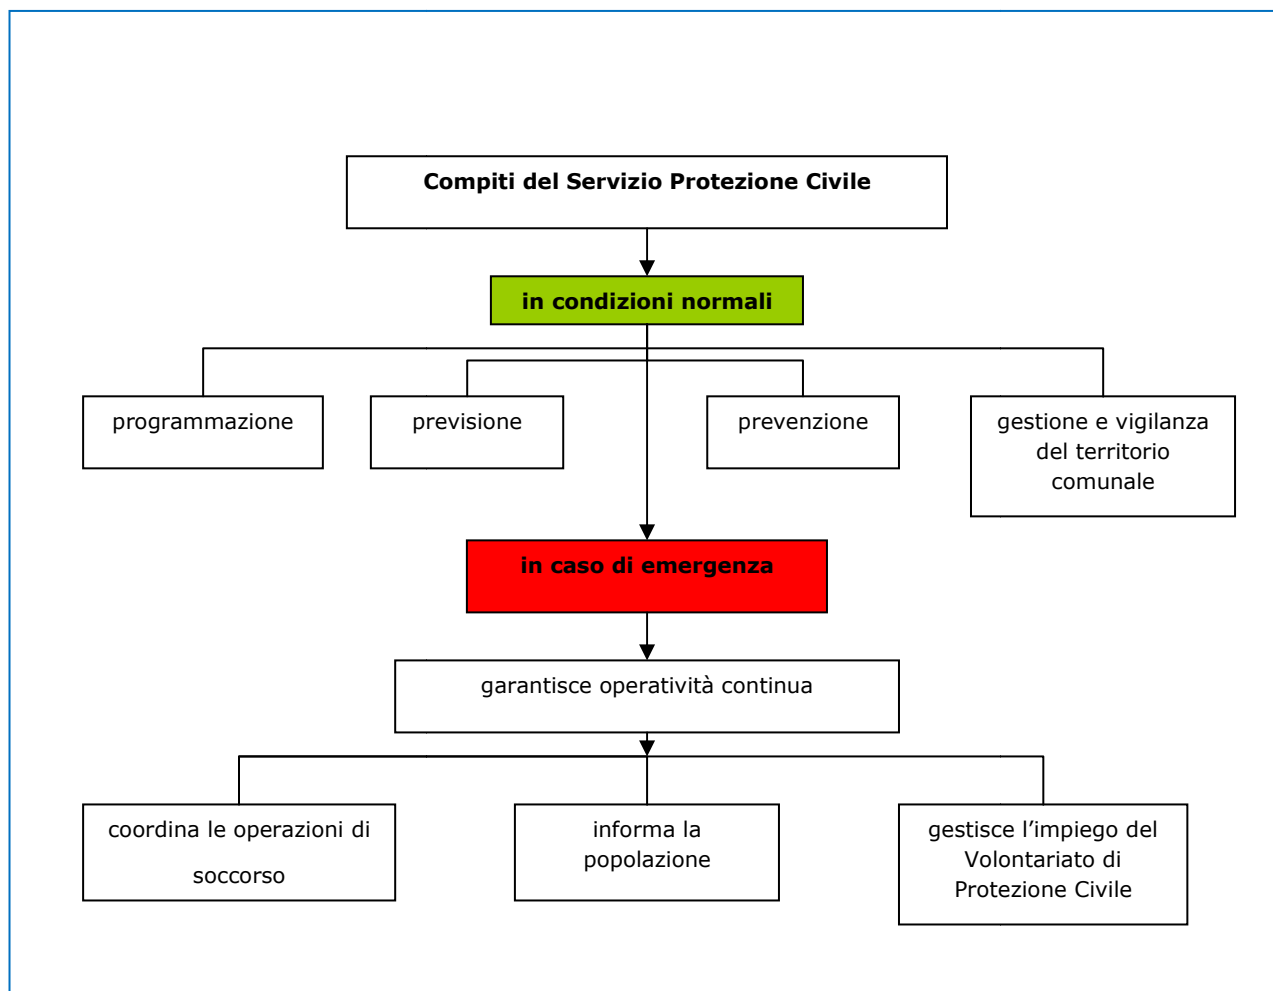 Compiti del Servizio Protezione Civile
in condizioni normali
programmazione
previsione
prevenzione
gestione e vigilanza
del territorio
comunale
in caso di emergenza
garantisce operatività continua
coordina le operazioni di
soccorso
informa la
popolazione
gestisce l’impiego del
Volontariato di
Protezione Civile